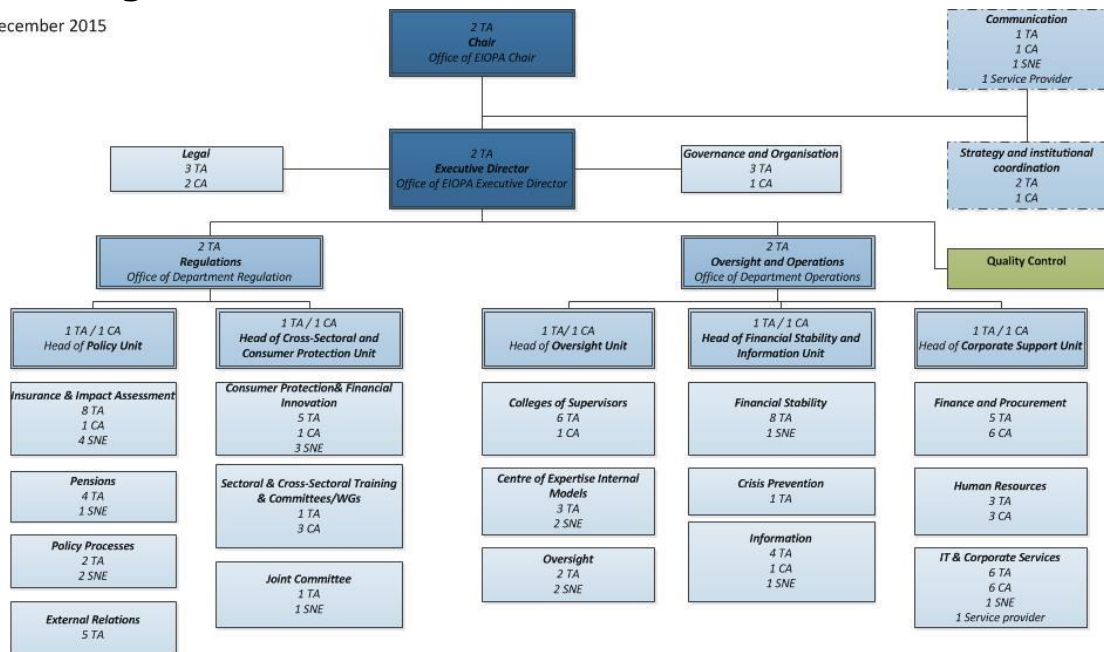 ecember 2015
2 TA
Chair
Office of EIOPA Chair
Communication
1 TA
1 CA
1 SNE
1 Service Provider
Legal
3 TA
2 CA
2 TA
Executive Director
Office of EIOPA Executive Director
Governance and Organisation
3 TA
1 CA
Strategy and institutional
coordination
2 TA
1 CA
2 TA
Regulations
Office of Department Regulation
2 TA
Oversight and Operations
Office of Department Operations
Quality Control
1 TA / 1 CA
Head of Policy Unit
1 TA / 1 CA
Head of Cross-Sectoral and
Consumer Protection Unit
1 TA/ 1 CA
Head of Oversight Unit
1 TA / 1 CA
Head of Financial Stability and
Information Unit
1 TA / 1 CA
Head of Corporate Support Unit
Insurance & Impact Assessment
8 TA
1 CA
4 SNE
Consumer Protection& Financial
Innovation
5 TA
1 CA
3 SNE
Colleges of Supervisors
6 TA
1 CA
Financial Stability
8 TA
1 SNE
Finance and Procurement
5 TA
6 CA
Pensions
4 TA
1 SNE
Sectoral & Cross-Sectoral Training
& Committees/WGs
1 TA
3 CA
Centre of Expertise Internal
Models
3 TA
2 SNE
Crisis Prevention
1 TA
Human Resources
3 TA
3 CA
Policy Processes
2 TA
2 SNE
Joint Committee
1 TA
1 SNE
Oversight
2 TA
2 SNE
Information
4 TA
1 CA
1 SNE
IT & Corporate Services
6 TA
6 CA
1 SNE
1 Service provider
External Relations
5 TA